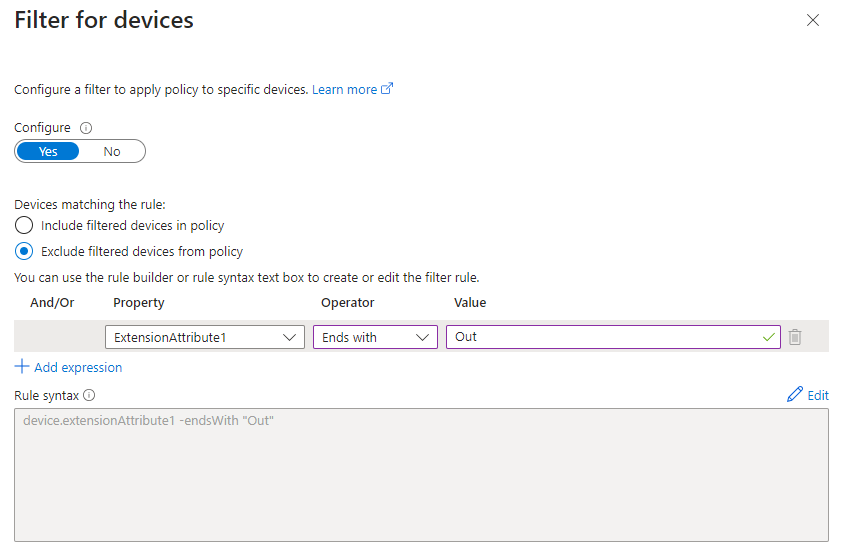 Filter for devices
Configure a filter to apply policy to specific devices. Learn more
Configure
Yes No
Devices matching the rule:
Include filtered devices in policy
Exclude filtered devices from policy
You can use the rule builder or rule syntax text box to create or edit the filter rule.
And/Or Property Operator Value
ExtensionAttribute1 Ends with Out
Add expression
Rule syntax Edit
device.extensionAttribute1 -endsWith "Out"